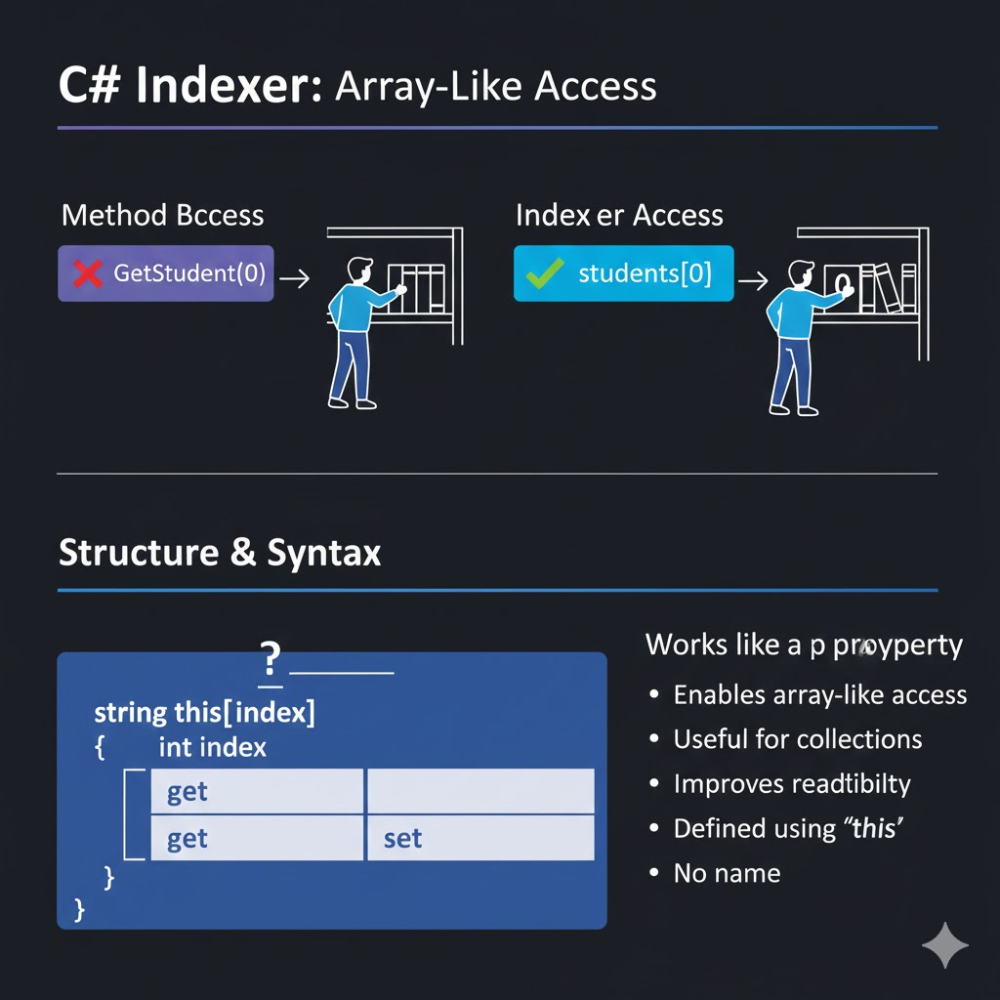 C# Indexer: Array-Like Access
Method Bccess
GetStudent(0)
Index er Access
students[0]
0
Structure & Syntax
?
string this[index]
{ int index
get
get set
}
}
Works like a p proyperty
• Enables array-like access
• Useful for collections
• Improves readtibilty
• Defined using “this’
• No name